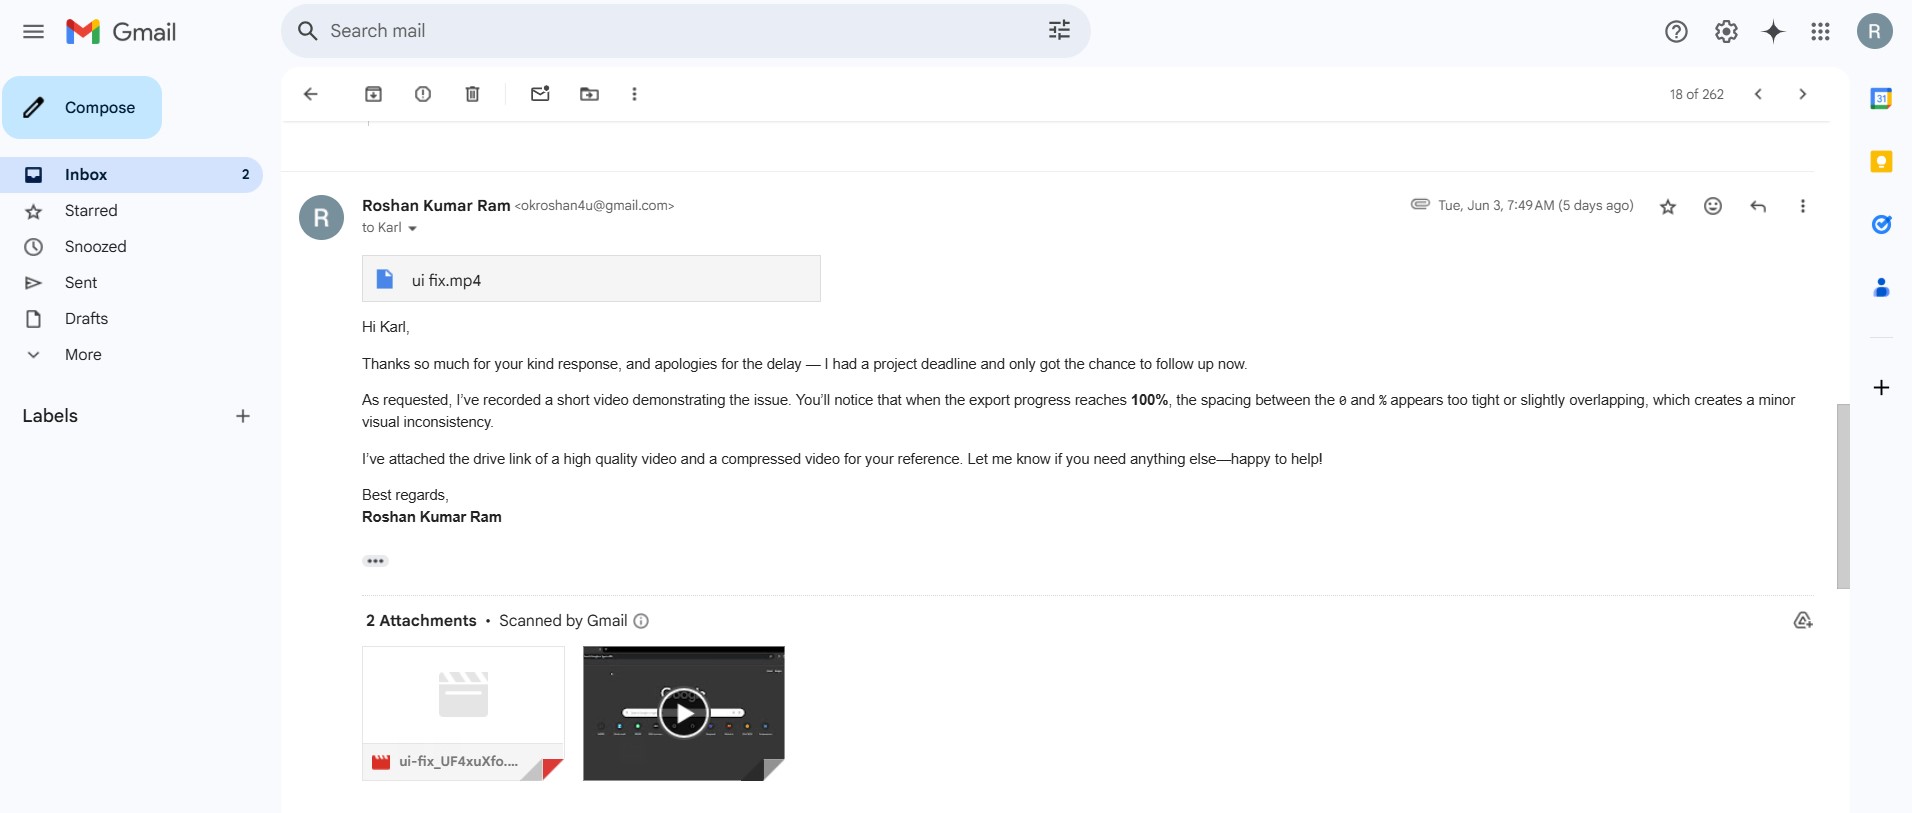 Gmail
Search mail
R
Compose
18 of 262
31
Inbox 2
Starred
Snoozed
Sent
Drafts
More
Labels
R
Roshan Kumar Ram <okroshan4u@gmail.com>
Tue, Jun 3, 7:49 AM (5 days ago)
to Karl
ui fix.mp4
Hi Karl,
Thanks so much for your kind response, and apologies for the delay — I had a project deadline and only got the chance to follow up now.
As requested, I’ve recorded a short video demonstrating the issue. You’ll notice that when the export progress reaches 100%, the spacing between the 0 and % appears too tight or slightly overlapping, which creates a minor
visual inconsistency.
I’ve attached the drive link of a high quality video and a compressed video for your reference. Let me know if you need anything else—happy to help!
Best regards,
Roshan Kumar Ram
2 Attachments • Scanned by Gmail
ui-fix_UF4xuXfo....